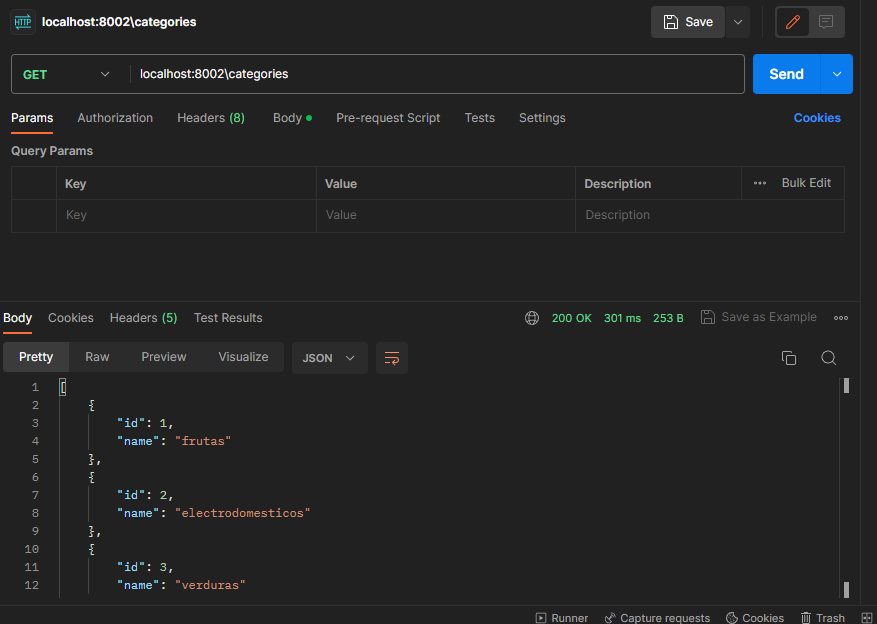 HTTP localhost:8002\categories Save
GET localhost:8002\categories Send
Params Authorization Headers (8) Body Pre-request Script Tests Settings Cookies
Query Params
Key Value Description ••• Bulk Edit
Key Value Description
Body Cookies Headers (5) Test Results 200 OK 301 ms 253 B Save as Example
Pretty Raw Preview Visualize JSON
1 [
2 {
3 "id": 1,
4 "name": "frutas"
5 },
6 {
7 "id": 2,
8 "name": "electrodomesticos"
9 },
10 {
11 "id": 3,
12 "name": "verduras"
Runner Capture requests Cookies Trash